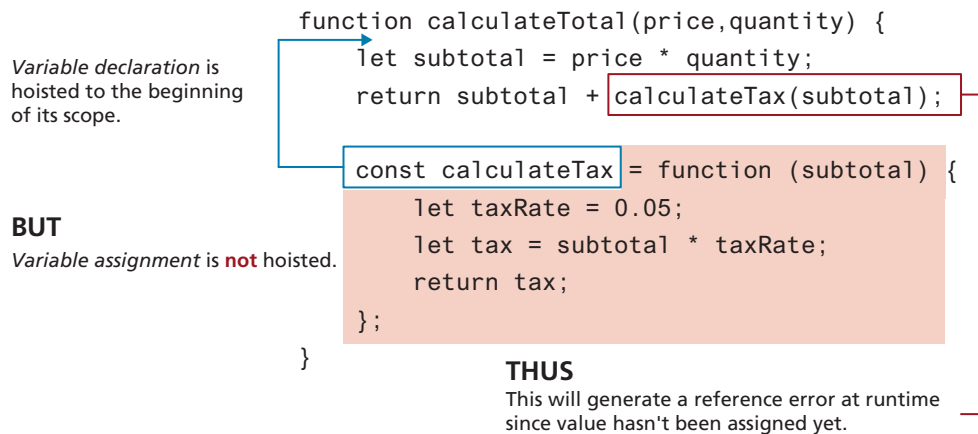 function calculateTotal(price,quantity) {
let subtotal = price * quantity;
return subtotal + calculateTax(subtotal);
Variable declaration is
hoisted to the beginning
of its scope.
const calculateTax = function (subtotal) {
let taxRate = 0.05;
let tax = subtotal * taxRate;
return tax;
};
}
BUT
Variable assignment is not hoisted.
THUS
This will generate a reference error at runtime
since value hasn't been assigned yet.